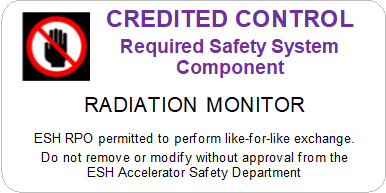 CREDITED CONTROL
Required Safety System
Component
RADIATION MONITOR
ESH RPO permitted to perform like-for-like exchange.
Do not remove or modify without approval from the
ESH Accelerator Safety Department